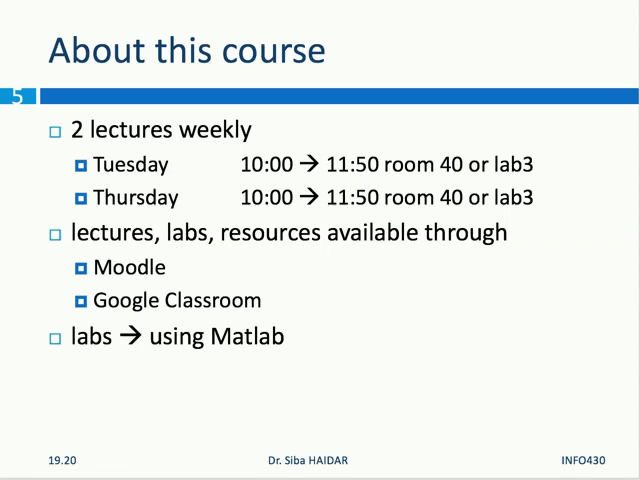 About this course
5
2 lectures weekly
Tuesday 10:00 → 11:50 room 40 or lab3
Thursday 10:00 → 11:50 room 40 or lab3
lectures, labs, resources available through
Moodle
Google Classroom
labs → using Matlab
19.20 Dr. Siba HAIDAR INFO430